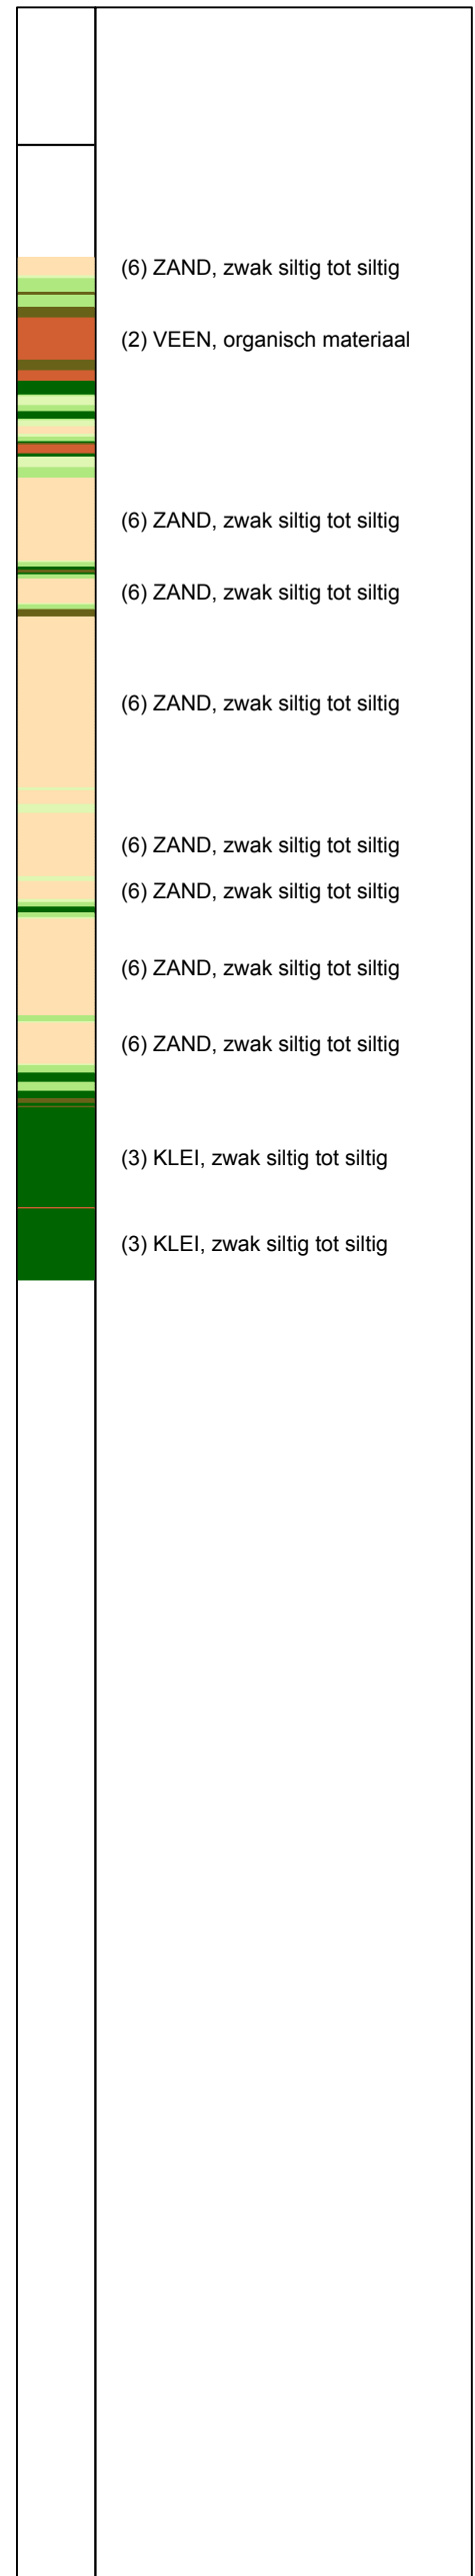 (6) ZAND, zwak siltig tot siltig
(2) VEEN, organisch materiaal
(6) ZAND, zwak siltig tot siltig
(6) ZAND, zwak siltig tot siltig
(6) ZAND, zwak siltig tot siltig
(6) ZAND, zwak siltig tot siltig
(6) ZAND, zwak siltig tot siltig
(6) ZAND, zwak siltig tot siltig
(6) ZAND, zwak siltig tot siltig
(3) KLEI, zwak siltig tot siltig
(3) KLEI, zwak siltig tot siltig